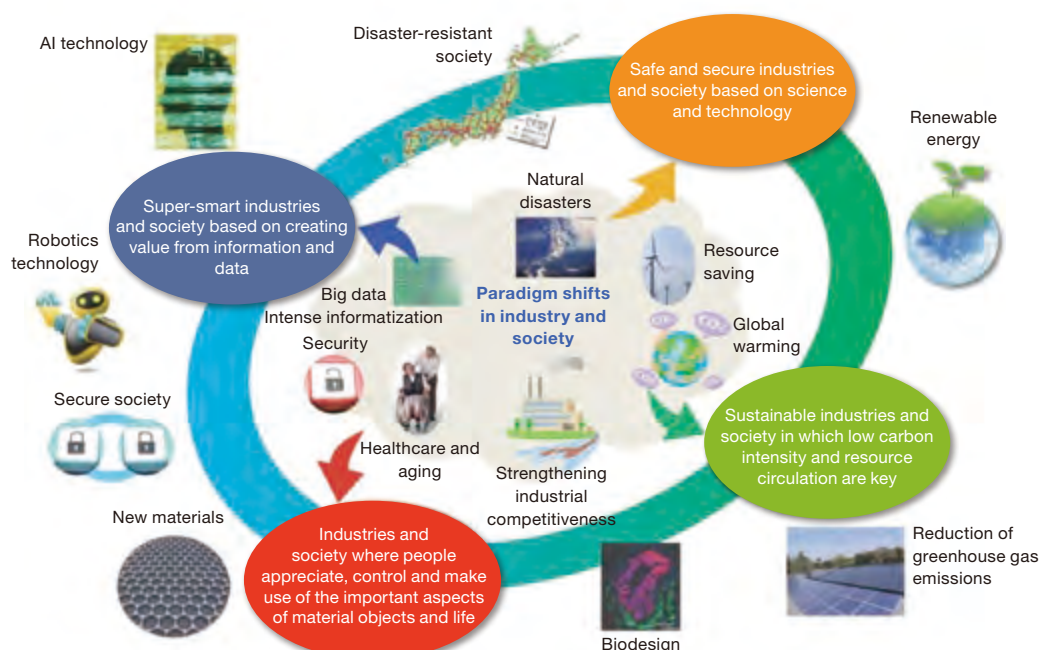 AI technology
Disaster-resistant
society
Safe and secure industries
and society based on science
and technology
Renewable
energy
Natural
disasters
Super-smart industries
and society based on creating
value from information and
data
Robotics
technology
Resource
saving
Big data
Intense informatization
Paradigm shifts
in industry and
society
Global
warming
Security
Secure society
Healthcare and
aging
Strengthening
industrial
competitiveness
Sustainable industries and
society in which low carbon
intensity and resource
circulation are key
New materials
Industries and
society where people
appreciate, control and make
use of the important aspects
of material objects and life
Reduction of
greenhouse gas
emissions
Biodesign